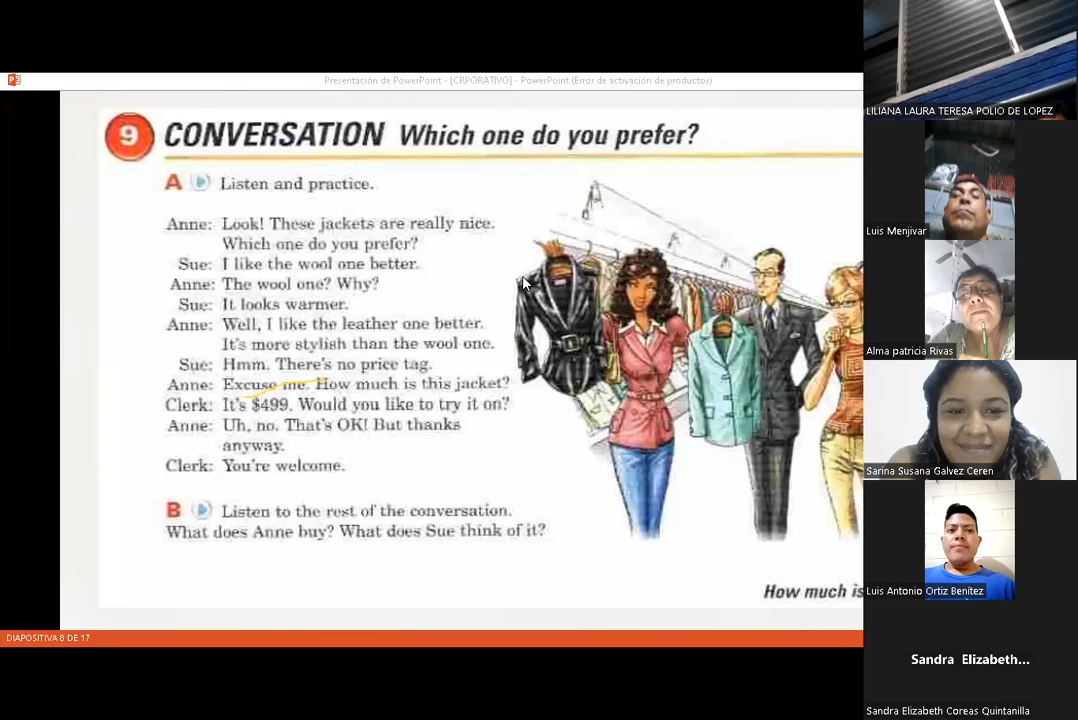 Presentación de PowerPoint - [CRPORATIVO] - PowerPoint (Error de activación de productos)
9 CONVERSATION Which one do you prefer?
A Listen and practice.
Anne: Look! These jackets are really nice.
Which one do you prefer?
Sue: I like the wool one better.
Anne: The wool one? Why?
Sue: It looks warmer.
Anne: Well, I like the leather one better.
It's more stylish than the wool one.
Sue: Hmm. There's no price tag.
Anne: Excuse me. How much is this jacket?
Clerk: It's $499. Would you like to try it on?
Anne: Uh, no. That's OK! But thanks
anyway.
Clerk: You're welcome.
B Listen to the rest of the conversation.
What does Anne buy? What does Sue think of it?
How much is
DIAPOSITIVA 8 DE 17
LILIANA LAURA TERESA POLIO DE LOPEZ
Luis Menjivar
Alma patricia Rivas
Sarina Susana Galvez Ceren
Luis Antonio Ortiz Benítez
Sandra Elizabeth...
Sandra Elizabeth Coreas Quintanilla